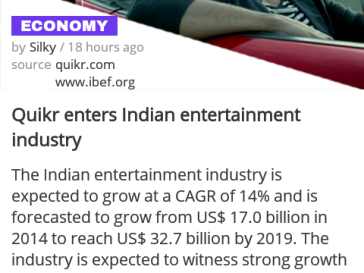 ECONOMY
by Silky / 18 hours ago
source quikr.com
www.ibef.org
Quikr enters Indian entertainment
industry
The Indian entertainment industry is
expected to grow at a CAGR of 14% and is
forecasted to grow from US$ 17.0 billion in
2014 to reach US$ 32.7 billion by 2019. The
industry is expected to witness strong growth